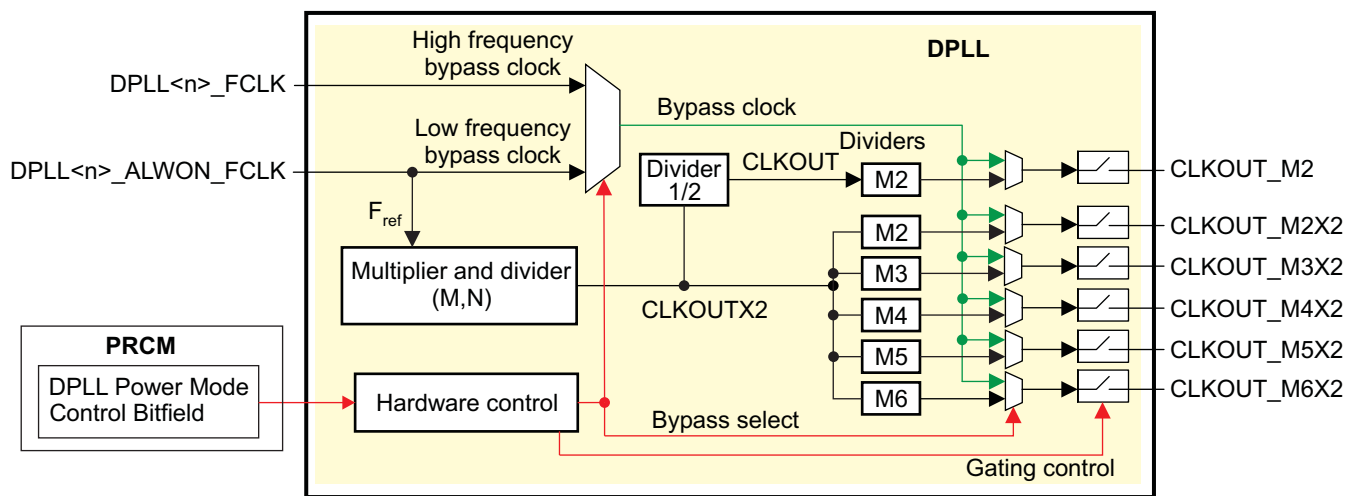 High frequency
bypass clock
DPLL
DPLL<n>_FCLK
Bypass clock
Low frequency
bypass clock
Dividers
DPLL<n>_ALWON_FCLK
Divider
1/2
CLKOUT
M2
CLKOUT_M2
Fref
M2
CLKOUT_M2X2
Multiplier and divider
(M,N)
M3
CLKOUT_M3X2
CLKOUTX2
M4
CLKOUT_M4X2
PRCM
M5
CLKOUT_M5X2
DPLL Power Mode
Control Bitfield
Hardware control
M6
CLKOUT_M6X2
Bypass select
Gating control